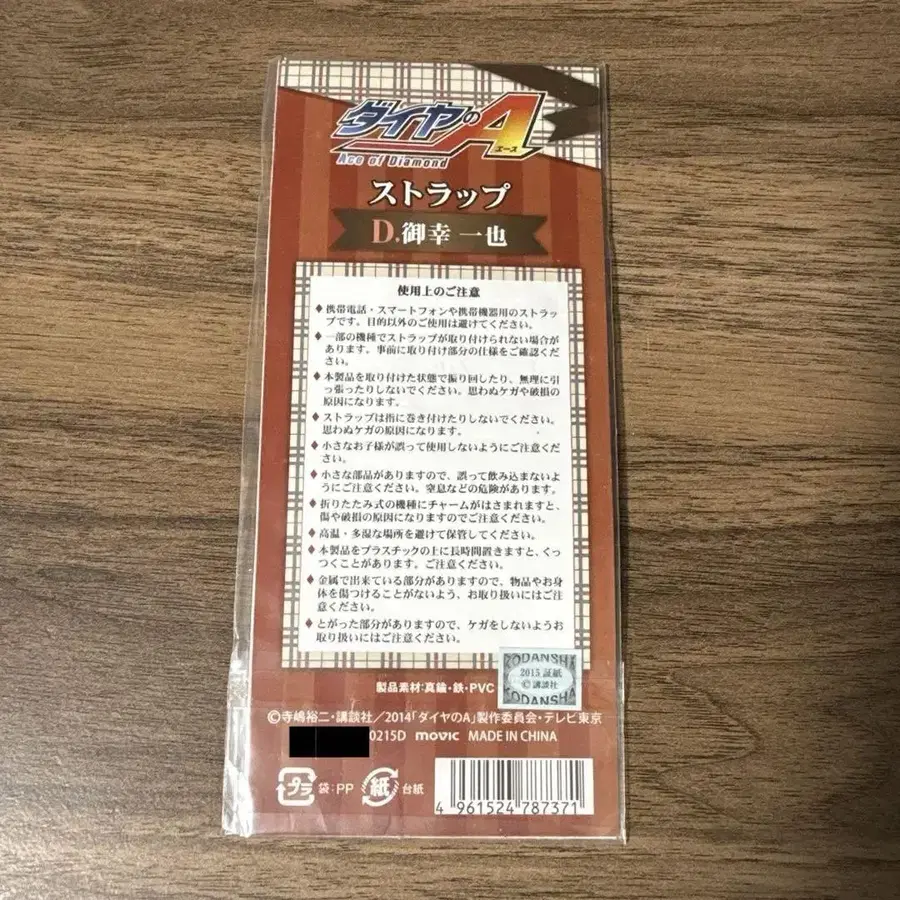 ダイヤのA
エース
Ace of Diamond
ストラップ
D.御幸 一也
使用上のご注意
♦携帯電話・スマートフォンや携帯機器用のストラッ
プです。目的以外のご使用は避けてください。
♦一部の機種でストラップが取り付けられない場合が
あります。事前に取り付け部分の仕様をご確認くださ
い。
♦本製品を取り付けた状態で振り回したり、無理に引
っ張ったりしないでください。思わぬケガや破損の
原因になります。
♦ストラップは指に巻き付けたりしないでください。
思わぬケガの原因になります。
♦小さなお子様が誤って使用しないようにご注意くだ
さい。
♦小さな部品がありますので、誤って飲み込まないよ
うにご注意ください。窒息などの危険があります。
♦折りたたみ式の機種にチャームがはさまれますと、
傷や破損の原因になりますのでご注意ください。
♦高温・多湿な場所を避けて保管してください。
♦本製品をプラスチックの上に長時間置きますと、くっ
つくことがあります。ご注意ください。
♦金属で出来ている部分がありますので、物品やお身
体を傷つけることがないよう、お取り扱いにはご注
意ください。
♦とがった部分がありますので、ケガをしないようお
取り扱いにはご注意ください。
KODANSHA
2015 証紙
©講談社
KODANSHA
製品素材:真鍮・鉄・PVC
©寺嶋裕二・講談社/2014「ダイヤのA」製作委員会・テレビ東京
0215D movic MADE IN CHINA
プラ 袋:PP 紙 台紙
4 961524 787371